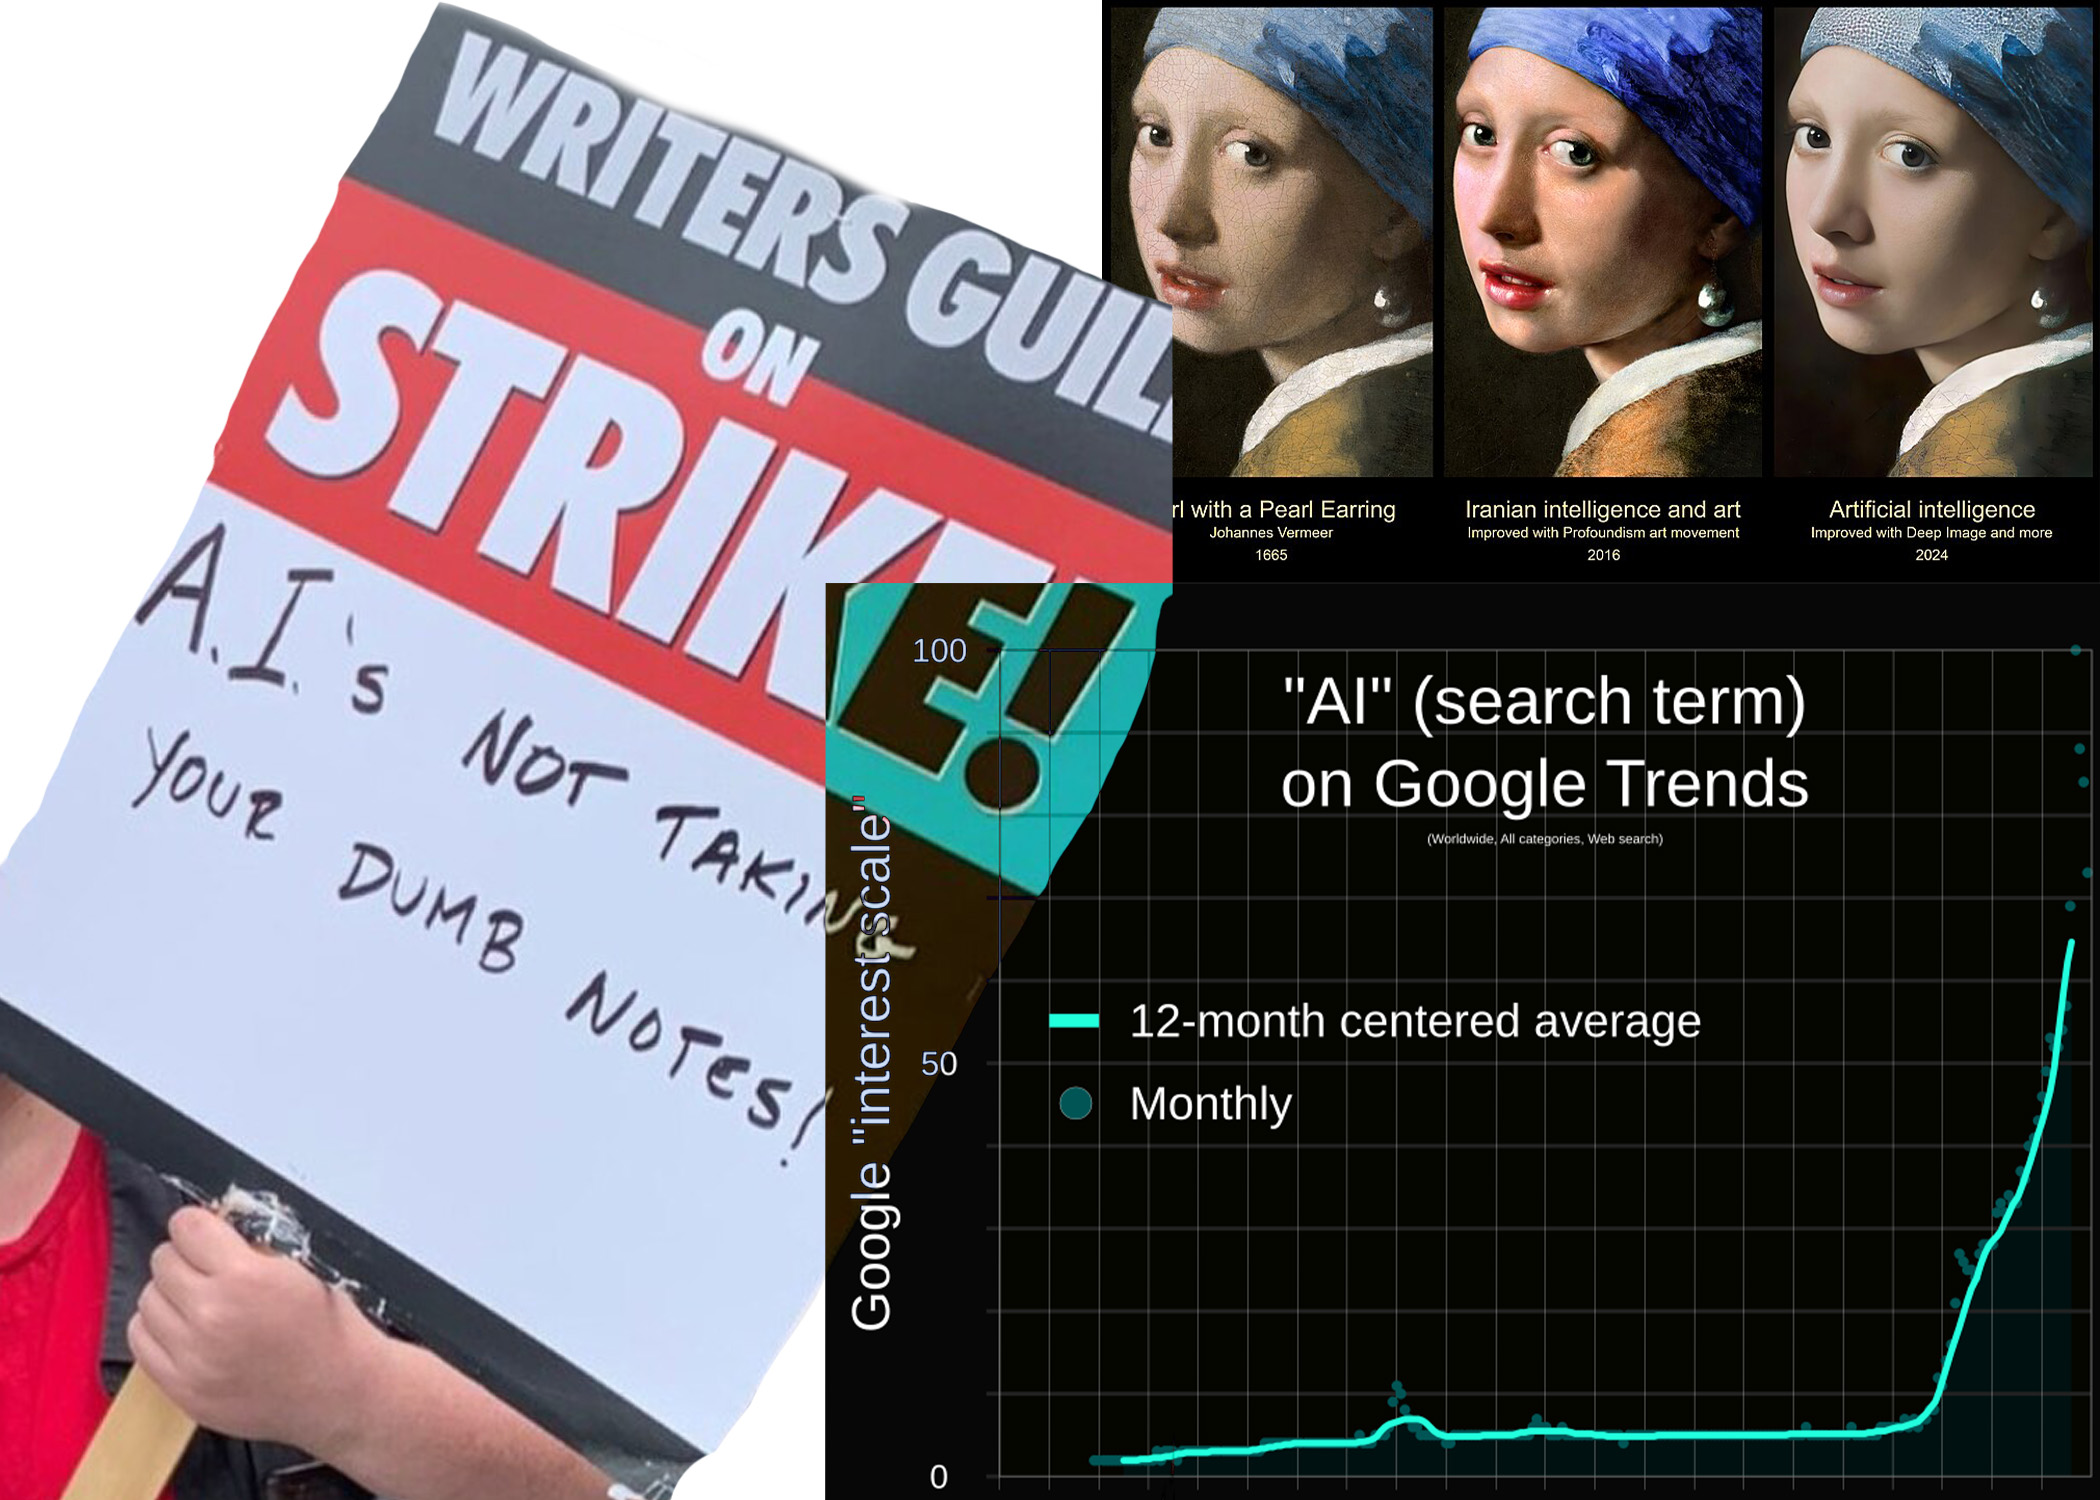 WRITERS GUIL
ON
STRIKE!
A.I.'s NOT TAKING
YOUR DUMB NOTES!
rl with a Pearl Earring
Johannes Vermeer
1665
Iranian intelligence and art
Improved with Profoundism art movement
2016
Artificial intelligence
Improved with Deep Image and more
2024
"AI" (search term)
on Google Trends
(Worldwide, All categories, Web search)
Google "interest scale"
100
50
0
12-month centered average
Monthly